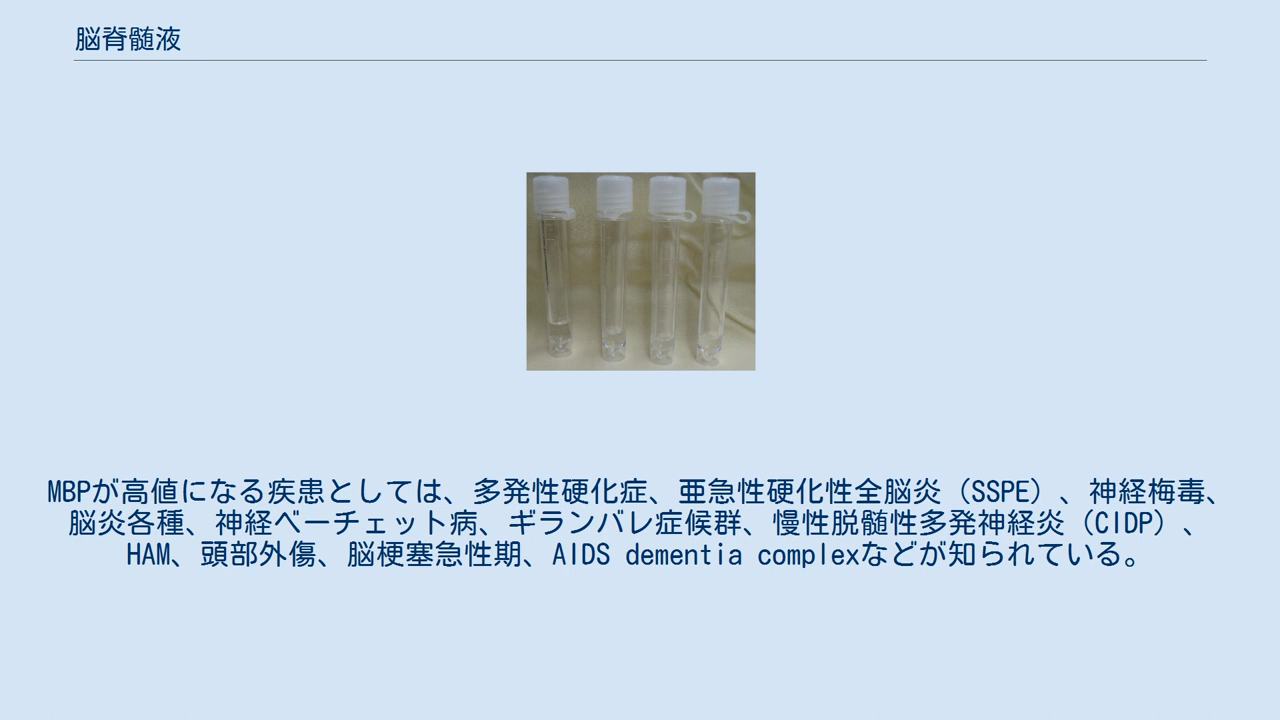 脳脊髄液
MBPが高値になる疾患としては、多発性硬化症、亜急性硬化性全脳炎（SSPE）、神経梅毒、
脳炎各種、神経ベーチェット病、ギランバレ症候群、慢性脱髄性多発神経炎（CIDP）、
HAM、頭部外傷、脳梗塞急性期、AIDS dementia complexなどが知られている。